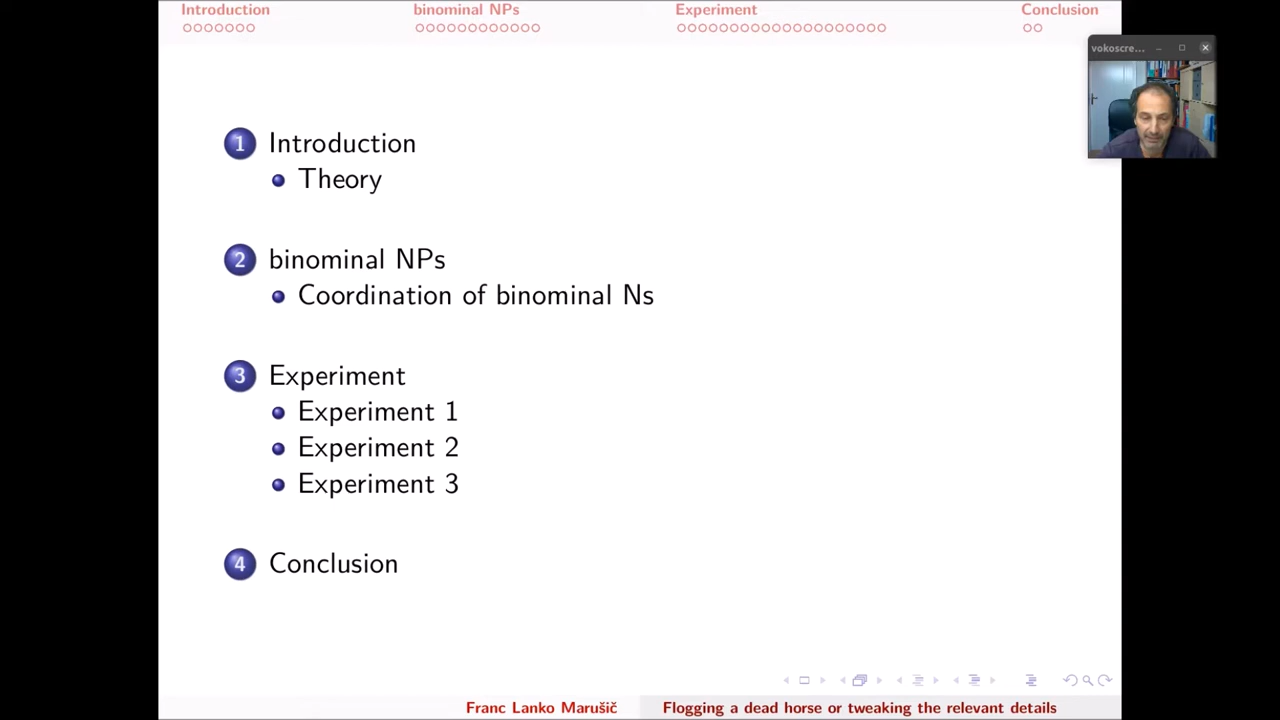 Introduction
binominal NPs
Experiment
Conclusion
vokoscre...
1 Introduction
Theory
2 binominal NPs
Coordination of binominal Ns
3 Experiment
Experiment 1
Experiment 2
Experiment 3
4 Conclusion
Franc Lanko Marušič
Flogging a dead horse or tweaking the relevant details